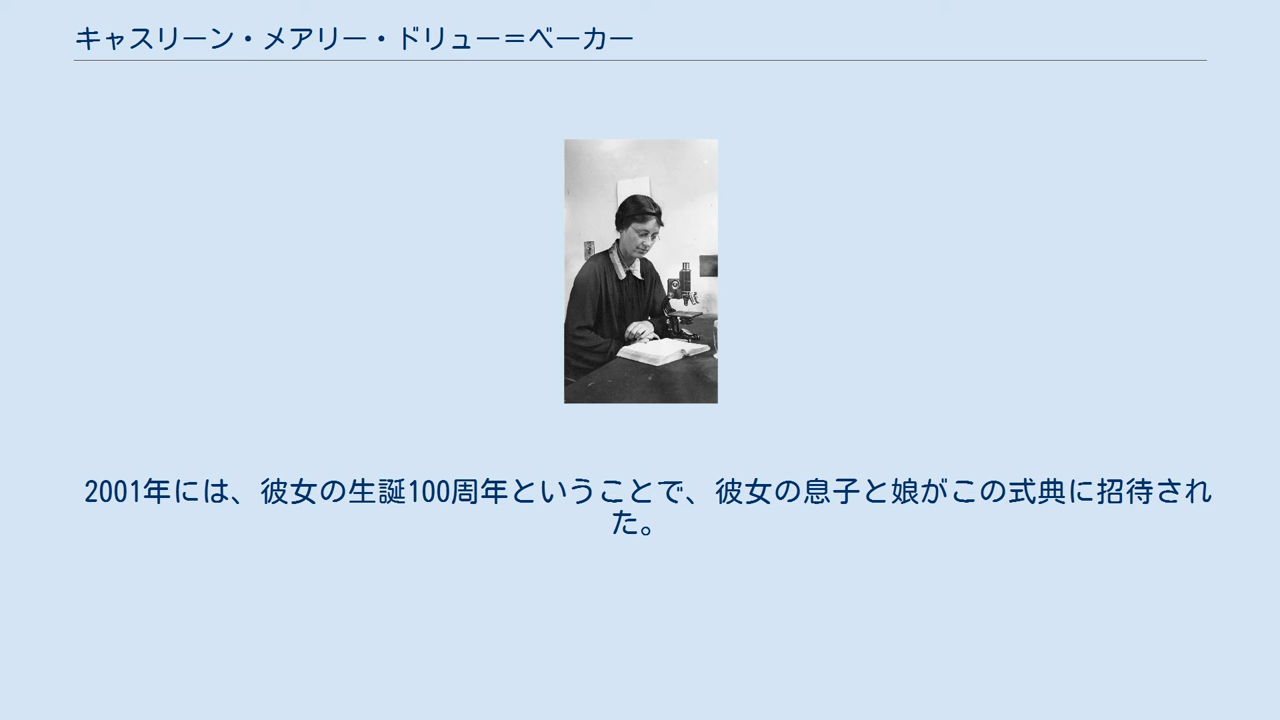 キャスリーン・メアリー・ドリュー＝ベーカー
2001年には、彼女の生誕100周年ということで、彼女の息子と娘がこの式典に招待され
た。